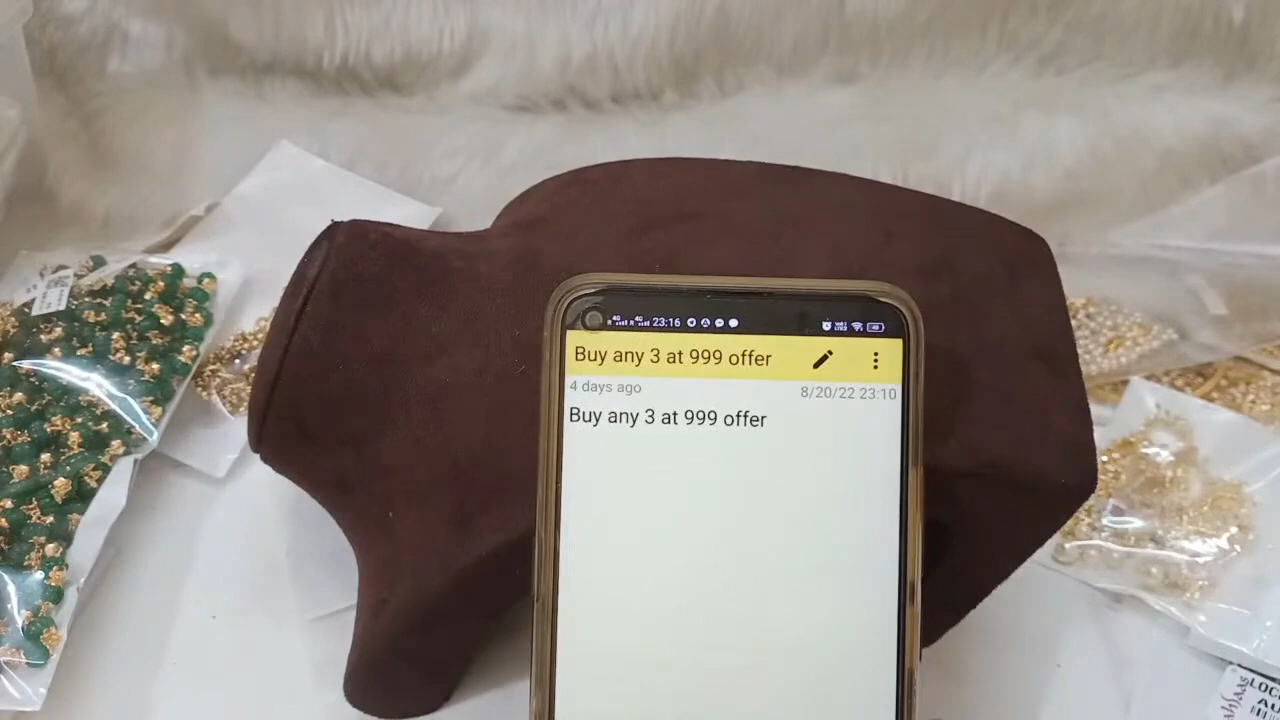 23:16
Buy any 3 at 999 offer
4 days ago
8/20/22 23:10
Buy any 3 at 999 offer